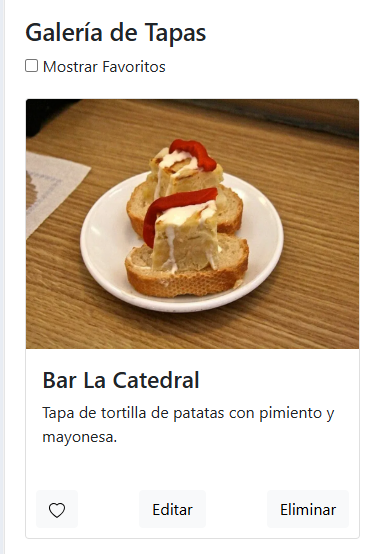 Galería de Tapas
Mostrar Favoritos
Bar La Catedral
Tapa de tortilla de patatas con pimiento y
mayonesa.
Editar
Eliminar